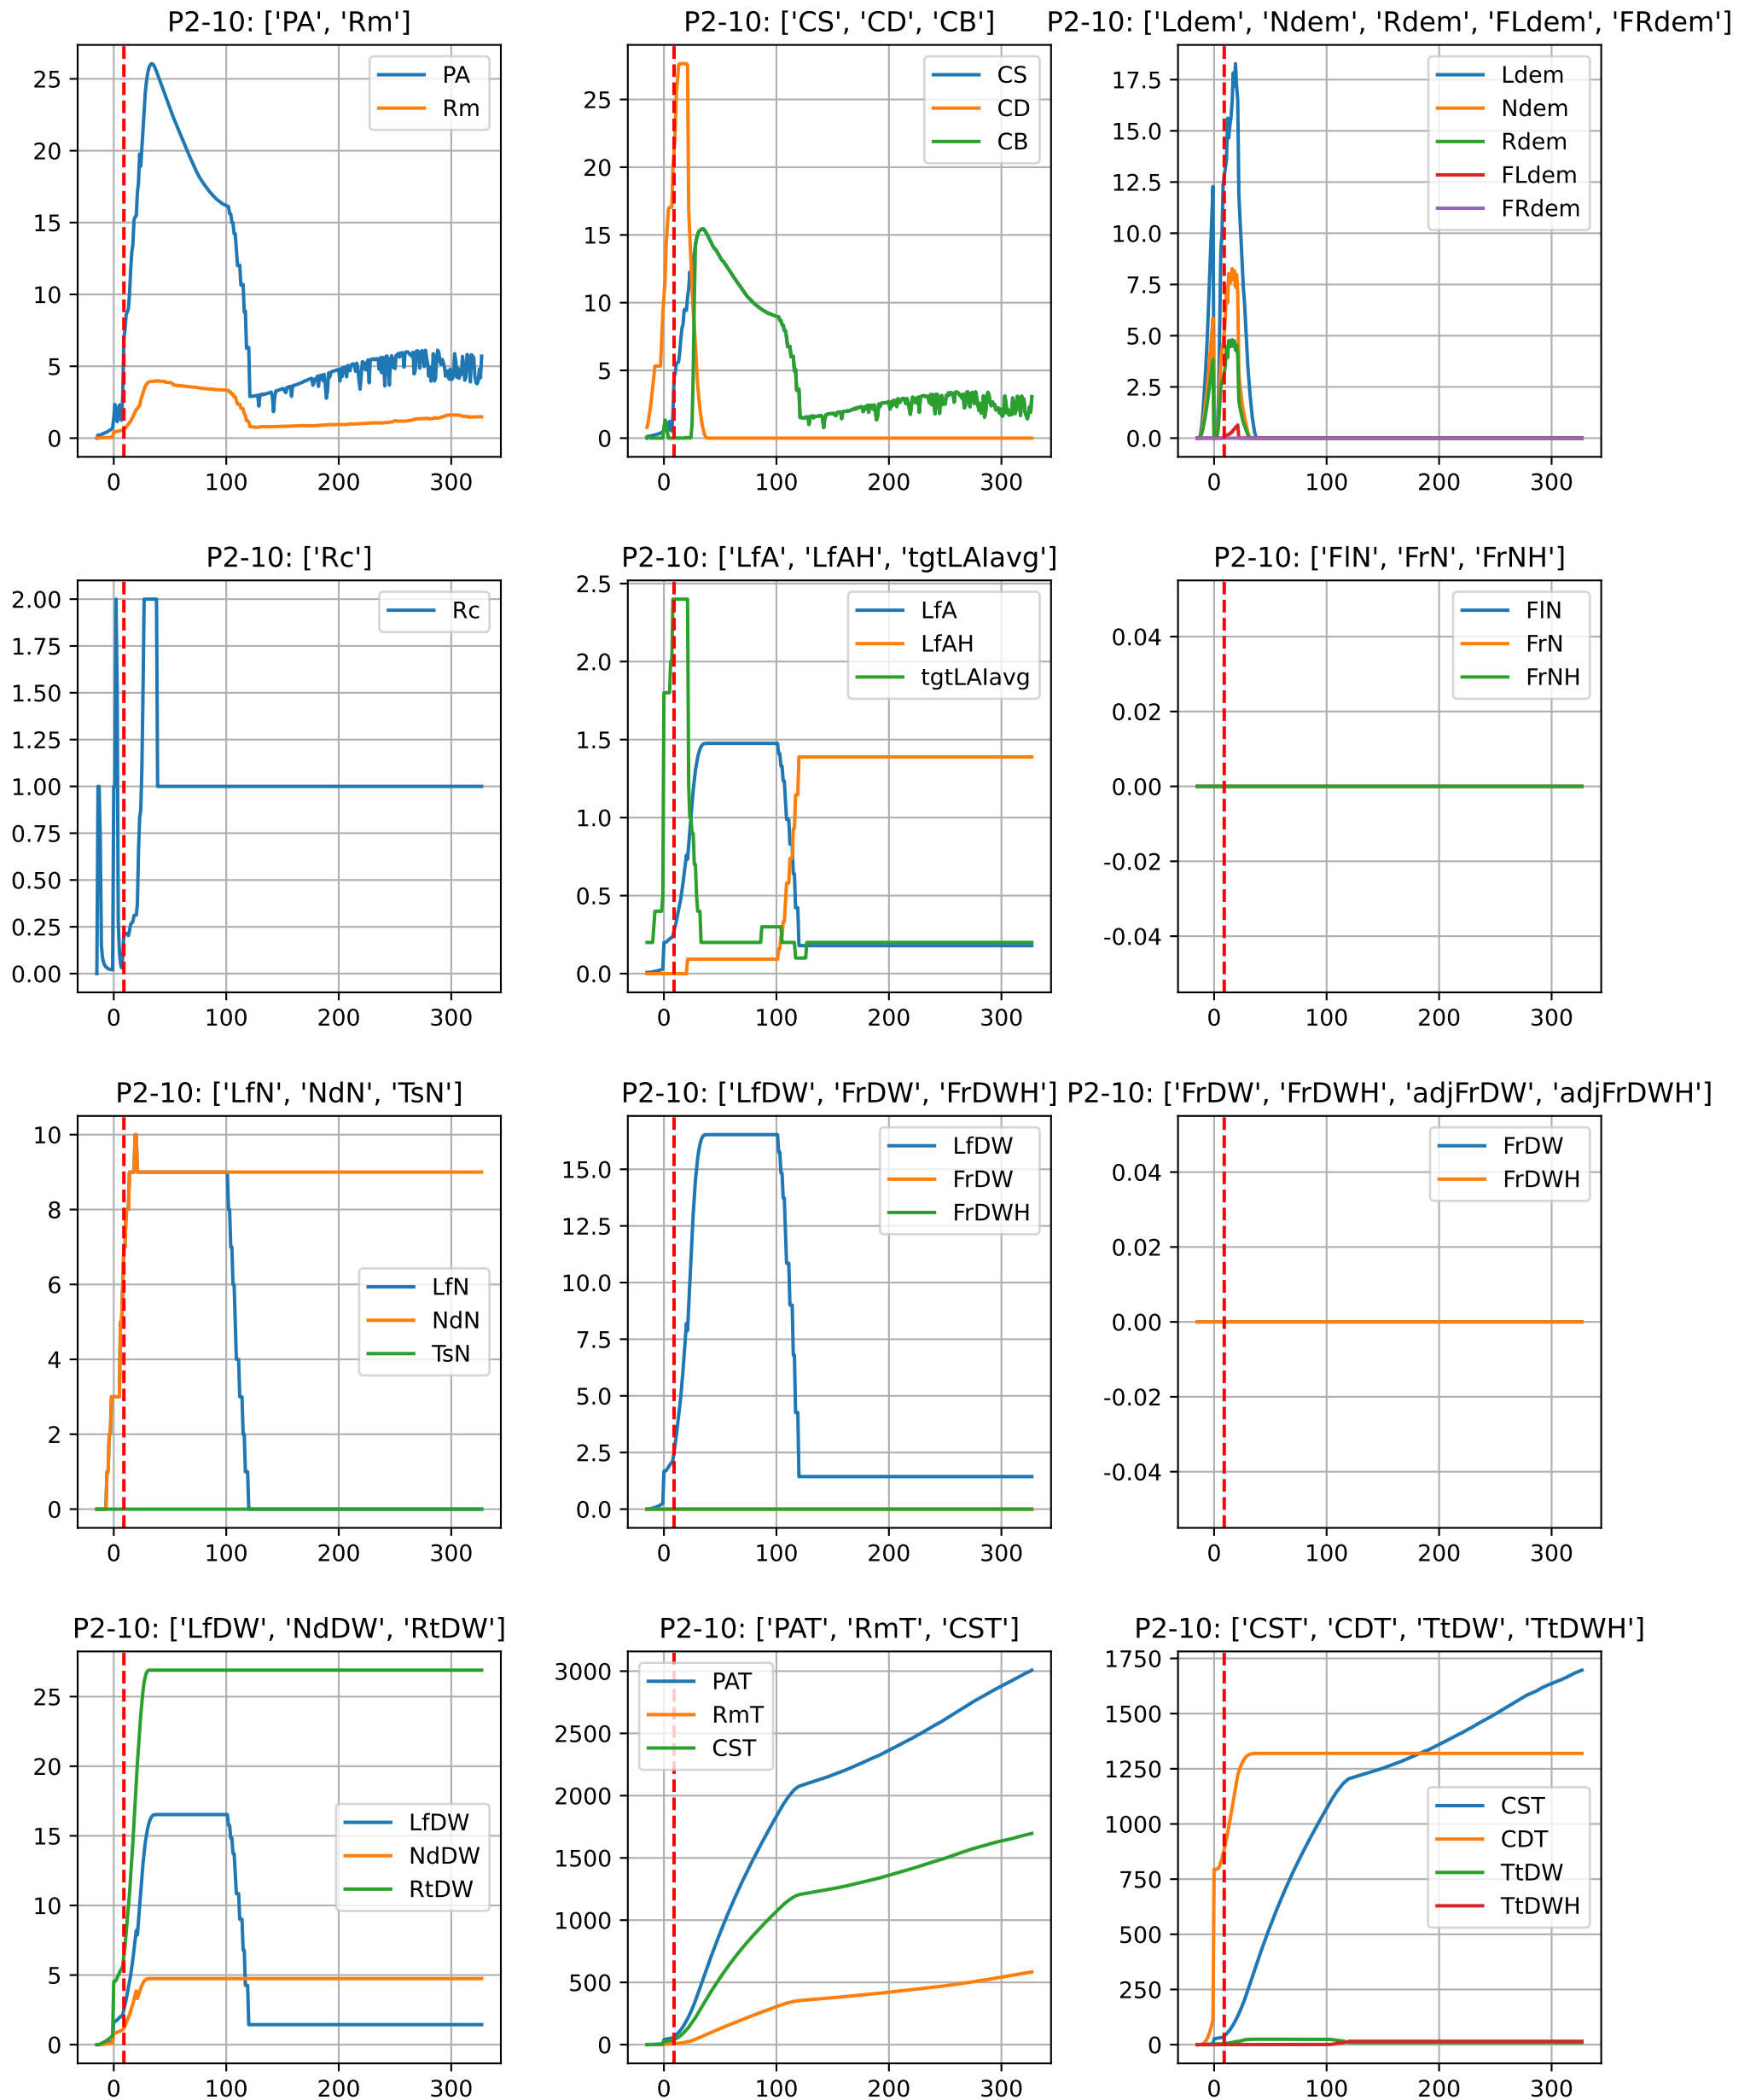 P2-10: ['PA', 'Rm']
25
20
15
10
5
0
0 100 200 300
PA
Rm
P2-10: ['CS', 'CD', 'CB']
25
20
15
10
5
0
0 100 200 300
CS
CD
CB
P2-10: ['Ldem', 'Ndem', 'Rdem', 'FLdem', 'FRdem']
17.5
15.0
12.5
10.0
7.5
5.0
2.5
0.0
0 100 200 300
Ldem
Ndem
Rdem
FLdem
FRdem
P2-10: ['Rc']
2.00
1.75
1.50
1.25
1.00
0.75
0.50
0.25
0.00
0 100 200 300
Rc
P2-10: ['LfA', 'LfAH', 'tgtLAIavg']
2.5
2.0
1.5
1.0
0.5
0.0
0 100 200 300
LfA
LfAH
tgtLAIavg
P2-10: ['FlN', 'FrN', 'FrNH']
0.04
0.02
0.00
-0.02
-0.04
0 100 200 300
FlN
FrN
FrNH
P2-10: ['LfN', 'NdN', 'TsN']
10
8
6
4
2
0
0 100 200 300
LfN
NdN
TsN
P2-10: ['LfDW', 'FrDW', 'FrDWH']
15.0
12.5
10.0
7.5
5.0
2.5
0.0
0 100 200 300
LfDW
FrDW
FrDWH
P2-10: ['FrDW', 'FrDWH', 'adjFrDW', 'adjFrDWH']
0.04
0.02
0.00
-0.02
-0.04
0 100 200 300
FrDW
FrDWH
P2-10: ['LfDW', 'NdDW', 'RtDW']
25
20
15
10
5
0
0 100 200 300
LfDW
NdDW
RtDW
P2-10: ['PAT', 'RmT', 'CST']
3000
2500
2000
1500
1000
500
0
0 100 200 300
PAT
RmT
CST
P2-10: ['CST', 'CDT', 'TtDW', 'TtDWH']
1750
1500
1250
1000
750
500
250
0
0 100 200 300
CST
CDT
TtDW
TtDWH